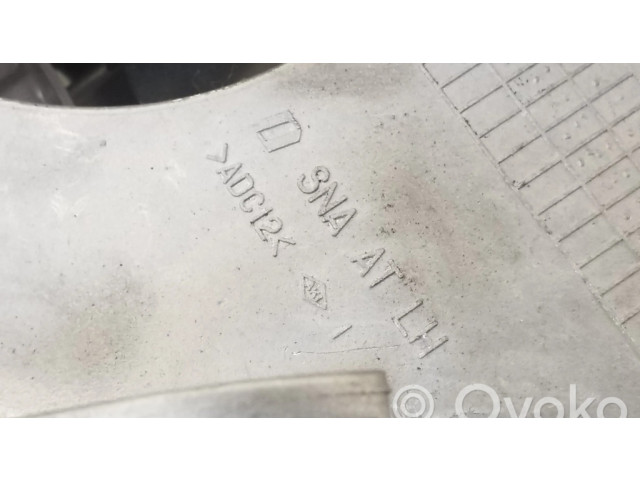 SNA AT LH
>ADC12<
I
Ovoko